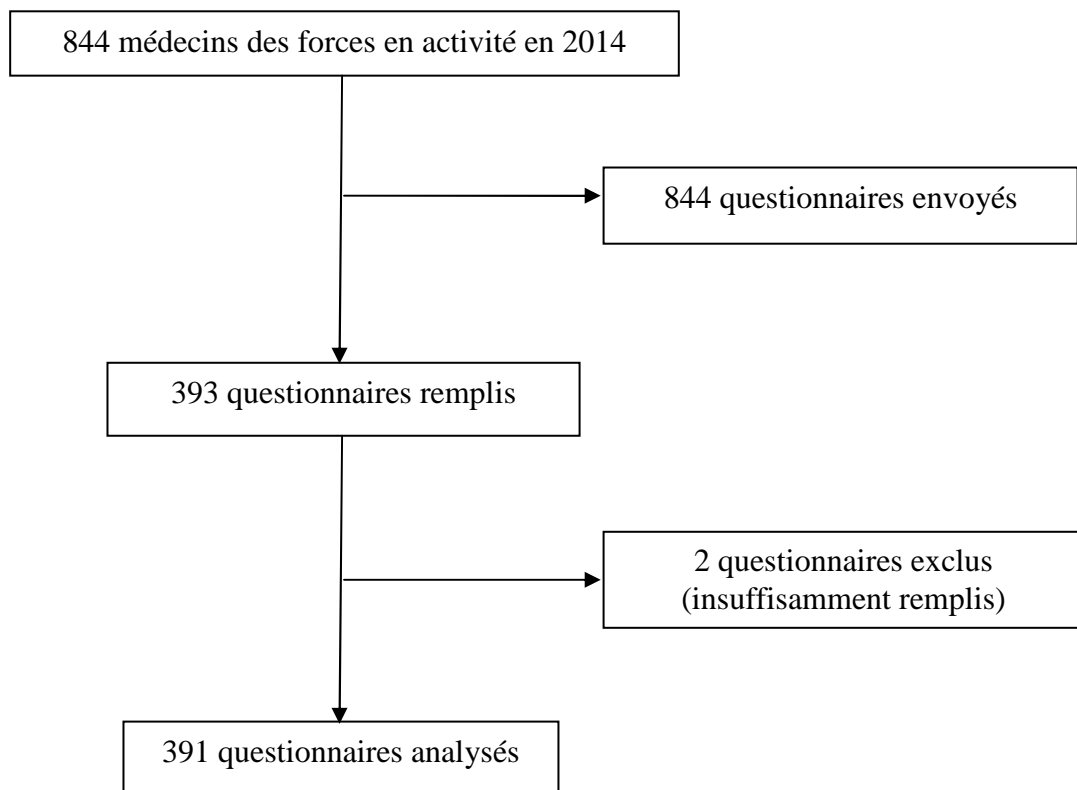 844 médecins des forces en activité en 2014
844 questionnaires envoyés
393 questionnaires remplis
2 questionnaires exclus
(insuffisamment remplis)
391 questionnaires analysés